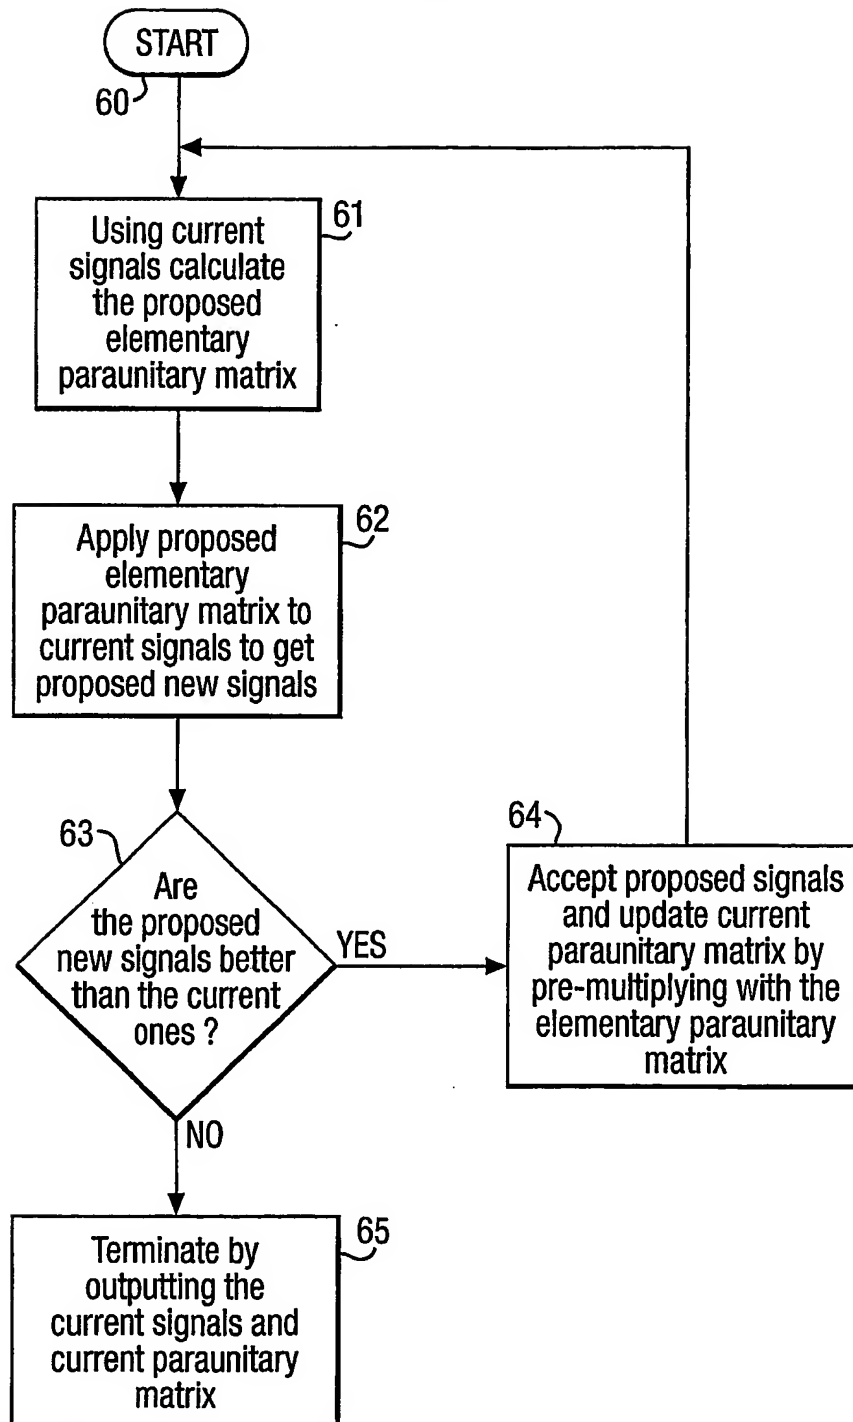 START
60
61
Using current
signals calculate
the proposed
elementary
paraunitary matrix
62
Apply proposed
elementary
paraunitary matrix to
current signals to get
proposed new signals
63
Are
the proposed
new signals better
than the current
ones ?
YES
64
Accept proposed signals
and update current
paraunitary matrix by
pre-multiplying with the
elementary paraunitary
matrix
NO
65
Terminate by
outputting the
current signals and
current paraunitary
matrix